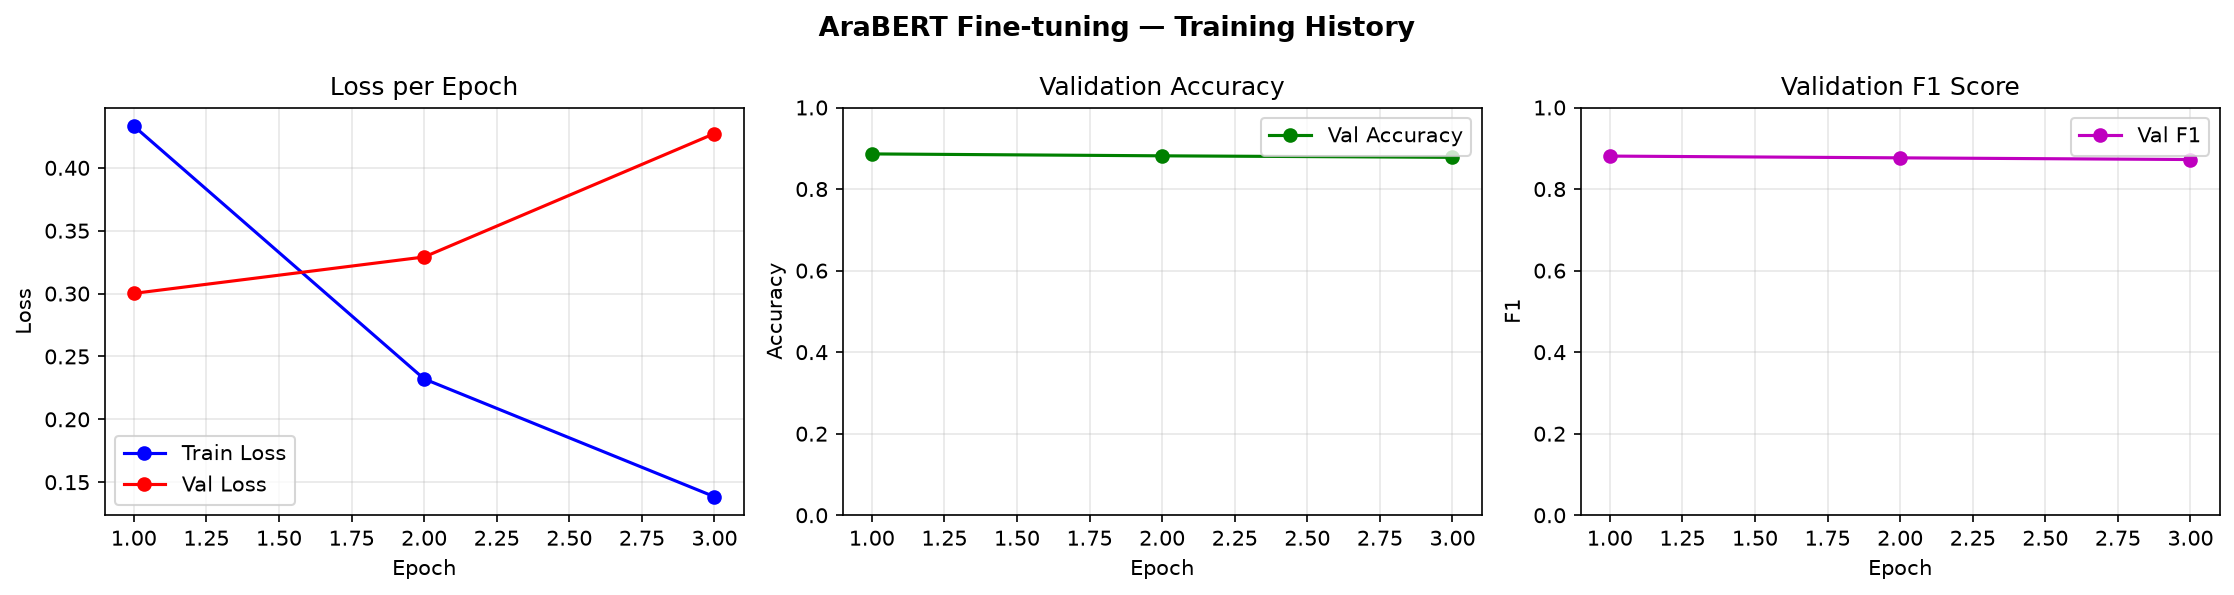 AraBERT Fine-tuning — Training History
Loss per Epoch
Loss
0.40
0.35
0.30
0.25
0.20
0.15
Train Loss
Val Loss
1.00 1.25 1.50 1.75 2.00 2.25 2.50 2.75 3.00
Epoch
Validation Accuracy
Accuracy
1.0
0.8
0.6
0.4
0.2
0.0
Val Accuracy
1.00 1.25 1.50 1.75 2.00 2.25 2.50 2.75 3.00
Epoch
Validation F1 Score
F1
1.0
0.8
0.6
0.4
0.2
0.0
Val F1
1.00 1.25 1.50 1.75 2.00 2.25 2.50 2.75 3.00
Epoch